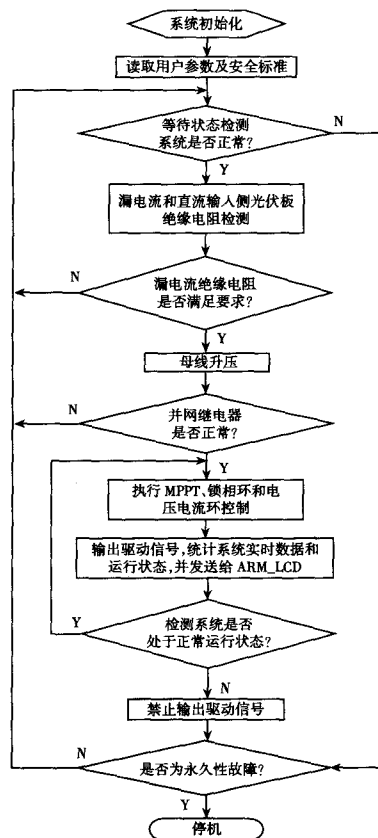 系统初始化
读取用户参数及安全标准
等待状态检测
系统是否正常?
N
Y
漏电流和直流输入侧光伏板
绝缘电阻检测
N
漏电流绝缘电阻
是否满足要求?
Y
母线升压
N
并网继电器
是否正常?
Y
执行 MPPT、锁相环和电
压电流环控制
输出驱动信号,统计系统实时数据和
运行状态,并发送给 ARM_LCD
Y
检测系统是否
处于正常运行状态?
N
禁止输出驱动信号
N
是否为永久性故障?
Y
停机